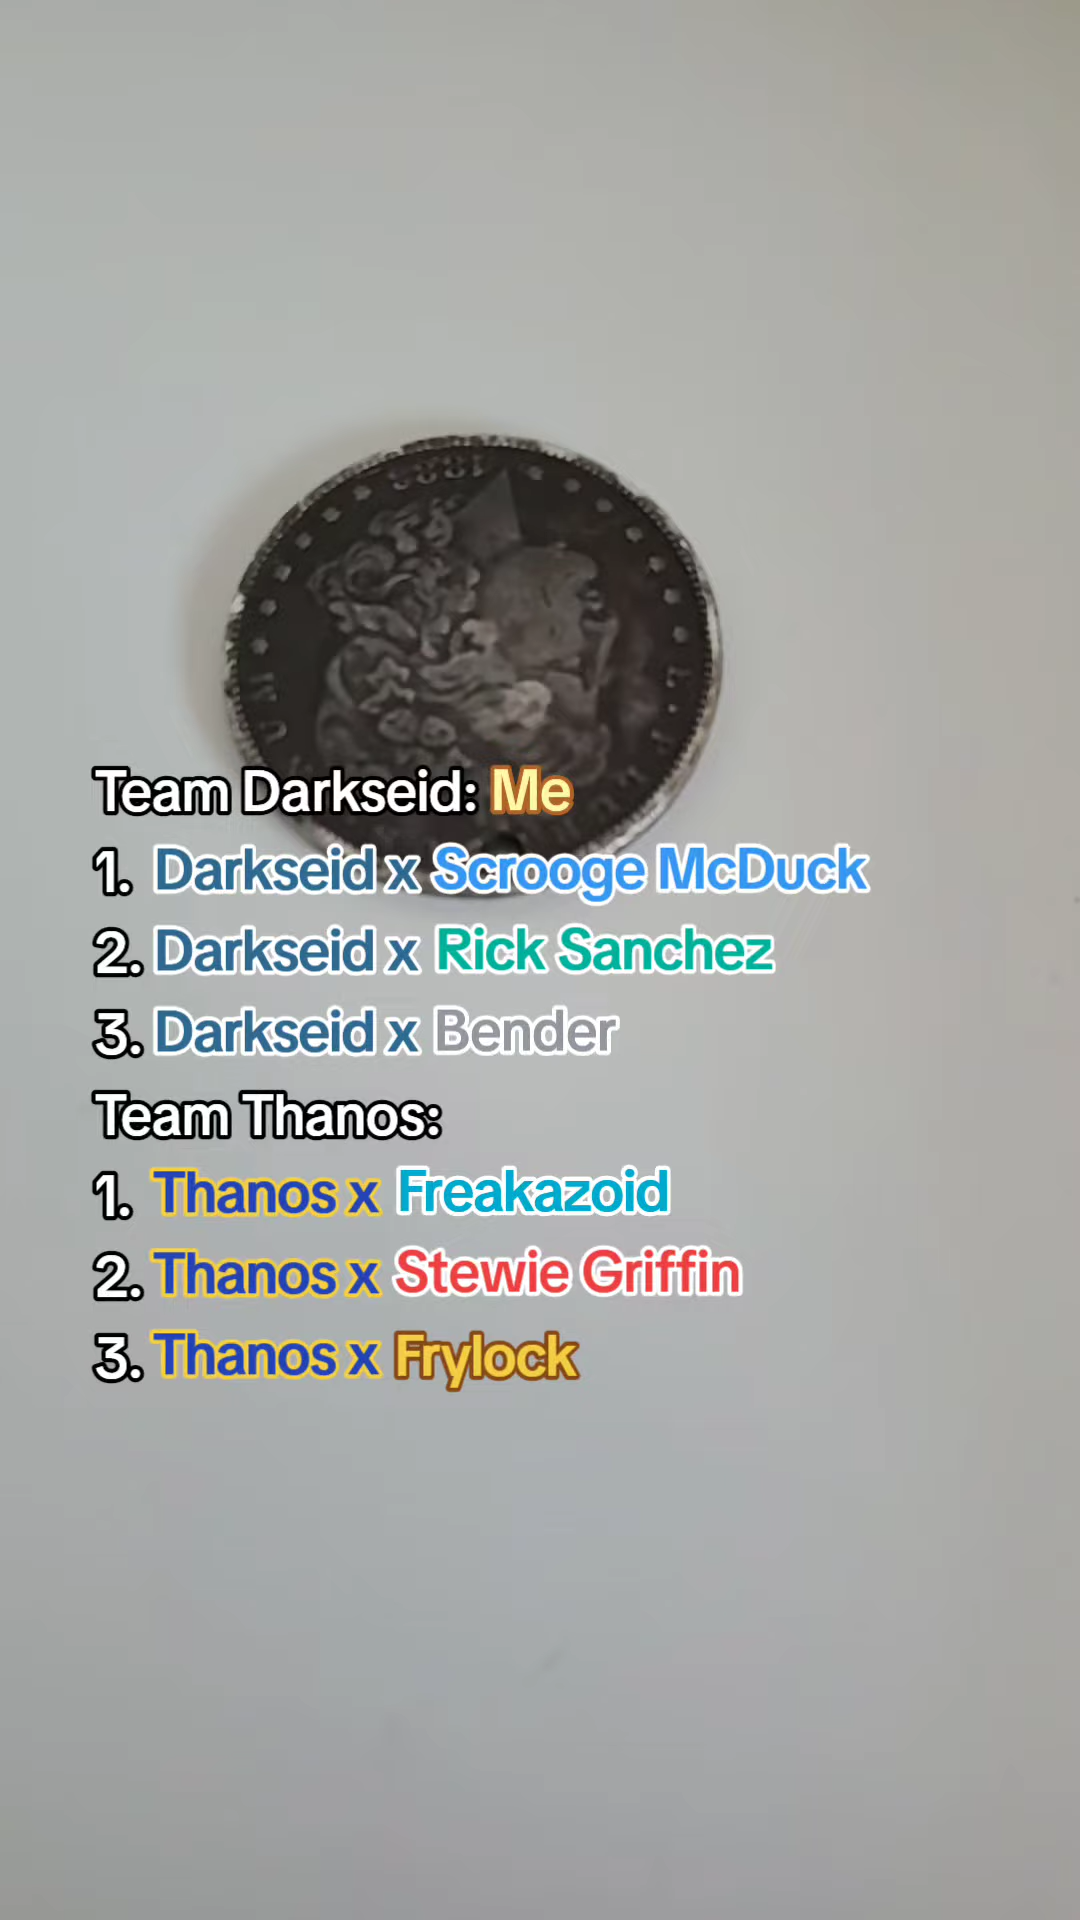 Team Darkseid: Me
1. Darkseid x Scrooge McDuck
2. Darkseid x Rick Sanchez
3. Darkseid x Bender
Team Thanos:
1. Thanos x Freakazoid
2. Thanos x Stewie Griffin
3. Thanos x Frylock